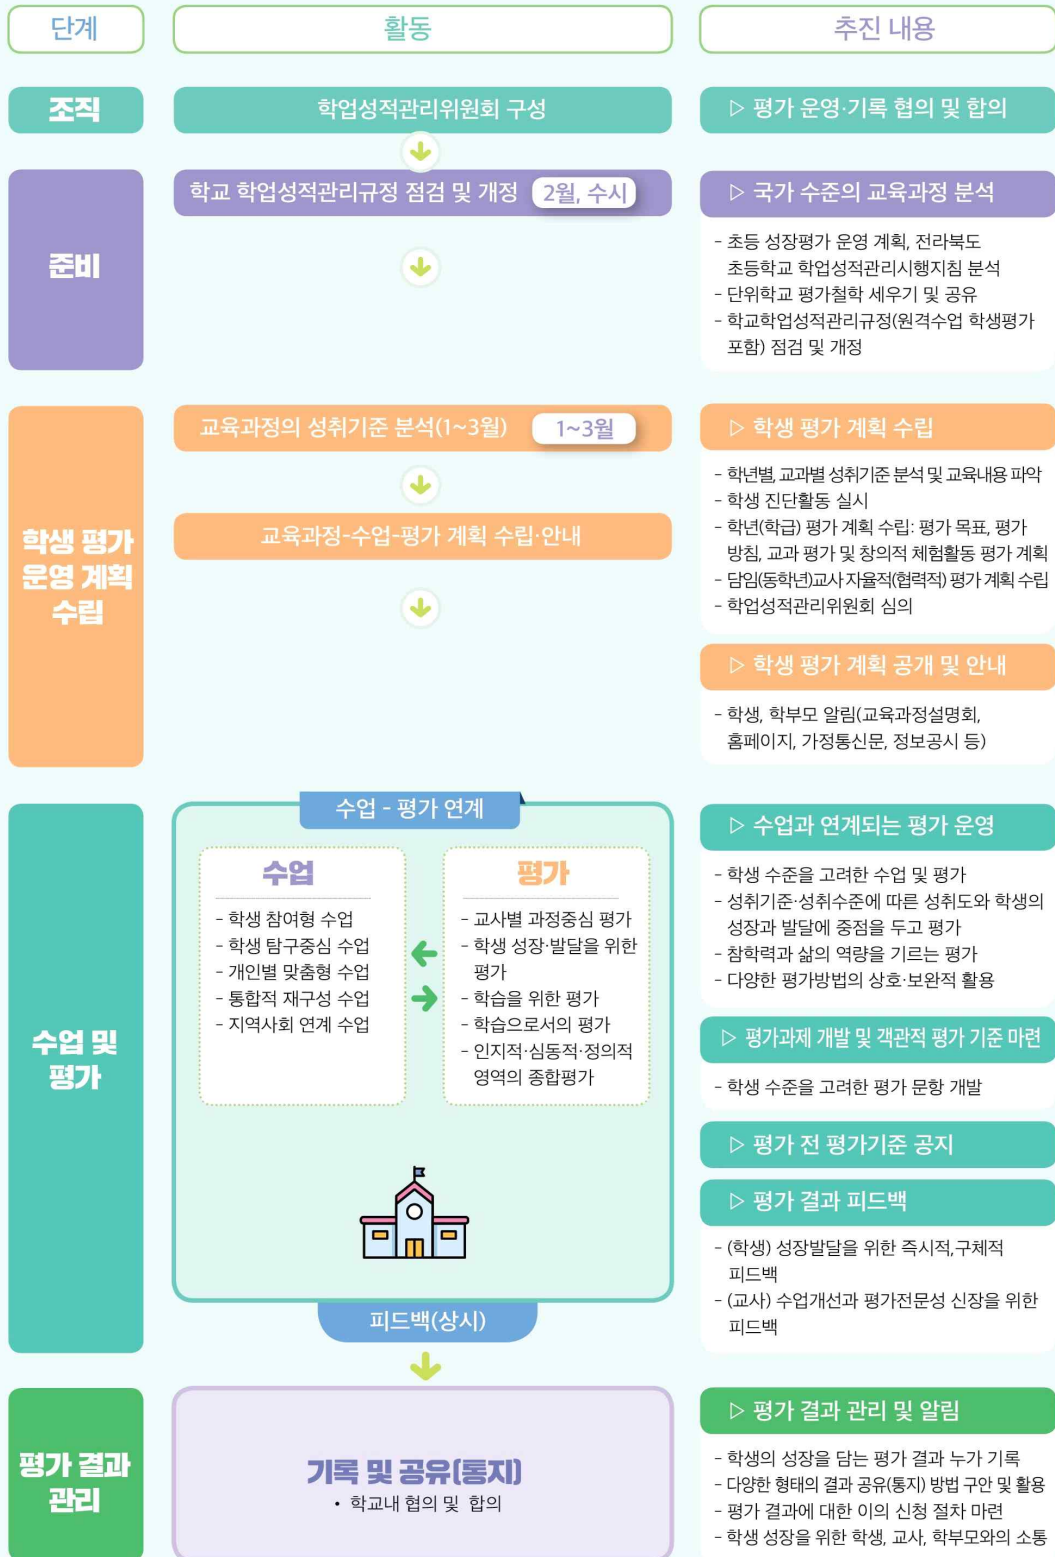 단계
활동
추진 내용
조직
학업성적관리위원회 구성
▷ 평가 운영·기록 협의 및 합의
준비
학교 학업성적관리규정 점검 및 개정
2월, 수시
▷ 국가 수준의 교육과정 분석
- 초등 성장평가 운영 계획, 전라북도
초등학교 학업성적관리시행지침 분석
- 단위학교 평가철학 세우기 및 공유
- 학교학업성적관리규정(원격수업 학생평가
포함) 점검 및 개정
학생 평가
운영 계획
수립
교육과정의 성취기준 분석(1~3월)
1~3월
교육과정-수업-평가 계획 수립·안내
▷ 학생 평가 계획 수립
- 학년별, 교과별 성취기준 분석 및 교육내용 파악
- 학생 진단활동 실시
- 학년(학급) 평가 계획 수립: 평가 목표, 평가
방침, 교과 평가 및 창의적 체험활동 평가 계획
- 담임(동학년)교사 자율적(협력적) 평가 계획 수립
- 학업성적관리위원회 심의
▷ 학생 평가 계획 공개 및 안내
- 학생, 학부모 알림(교육과정설명회,
홈페이지, 가정통신문, 정보공시 등)
수업 및
평가
수업 - 평가 연계
수업
- 학생 참여형 수업
- 학생 탐구중심 수업
- 개인별 맞춤형 수업
- 통합적 재구성 수업
- 지역사회 연계 수업
평가
- 교사별 과정중심 평가
- 학생 성장·발달을 위한
평가
- 학습을 위한 평가
- 학습으로서의 평가
- 인지적·심동적·정의적
영역의 종합평가
피드백(상시)
▷ 수업과 연계되는 평가 운영
- 학생 수준을 고려한 수업 및 평가
- 성취기준·성취수준에 따른 성취도와 학생의
성장과 발달에 중점을 두고 평가
- 참학력과 삶의 역량을 기르는 평가
- 다양한 평가방법의 상호·보완적 활용
▷ 평가과제 개발 및 객관적 평가 기준 마련
- 학생 수준을 고려한 평가 문항 개발
▷ 평가 전 평가기준 공지
▷ 평가 결과 피드백
- (학생) 성장발달을 위한 즉시적,구체적
피드백
- (교사) 수업개선과 평가전문성 신장을 위한
피드백
평가 결과
관리
기록 및 공유(통지)
• 학교내 협의 및 합의
▷ 평가 결과 관리 및 알림
- 학생의 성장을 담는 평가 결과 누가 기록
- 다양한 형태의 결과 공유(통지) 방법 구안 및 활용
- 평가 결과에 대한 이의 신청 절차 마련
- 학생 성장을 위한 학생, 교사, 학부모와의 소통